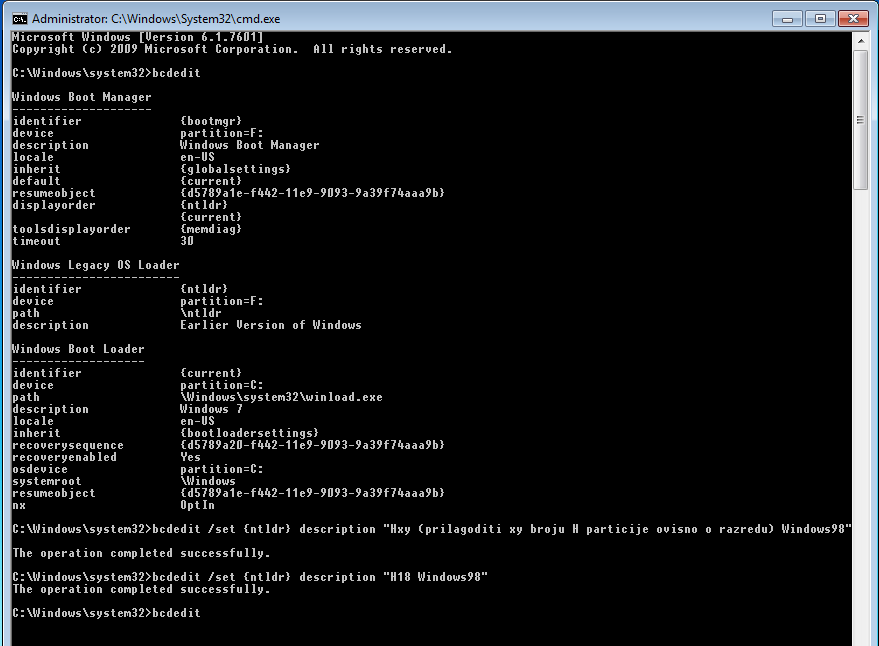 Administrator: C:\Windows\System32\cmd.exe
Microsoft Windows [Version 6.1.7601]
Copyright (c) 2009 Microsoft Corporation.  All rights reserved.
C:\Windows\system32>bcdedit
Windows Boot Manager
--------------------
identifier              {bootmgr}
device                  partition=F:
description             Windows Boot Manager
locale                  en-US
inherit                 {globalsettings}
default                 {current}
resumeobject            {d5789a1e-f442-11e9-9093-9a39f74aaa9b}
displayorder            {ntldr}
                        {current}
toolsdisplayorder       {memdiag}
timeout                 30
Windows Legacy OS Loader
------------------------
identifier              {ntldr}
device                  partition=F:
path                    \ntldr
description             Earlier Version of Windows
Windows Boot Loader
-------------------
identifier              {current}
device                  partition=C:
path                    \Windows\system32\winload.exe
description             Windows 7
locale                  en-US
inherit                 {bootloadersettings}
recoverysequence        {d5789a20-f442-11e9-9093-9a39f74aaa9b}
recoveryenabled         Yes
osdevice                partition=C:
systemroot              \Windows
resumeobject            {d5789a1e-f442-11e9-9093-9a39f74aaa9b}
nx                      OptIn
C:\Windows\system32>bcdedit /set {ntldr} description "Hxy (prilagoditi xy broju H particije ovisno o razredu) Windows98"
The operation completed successfully.
C:\Windows\system32>bcdedit /set {ntldr} description "H18 Windows98"
The operation completed successfully.
C:\Windows\system32>bcdedit